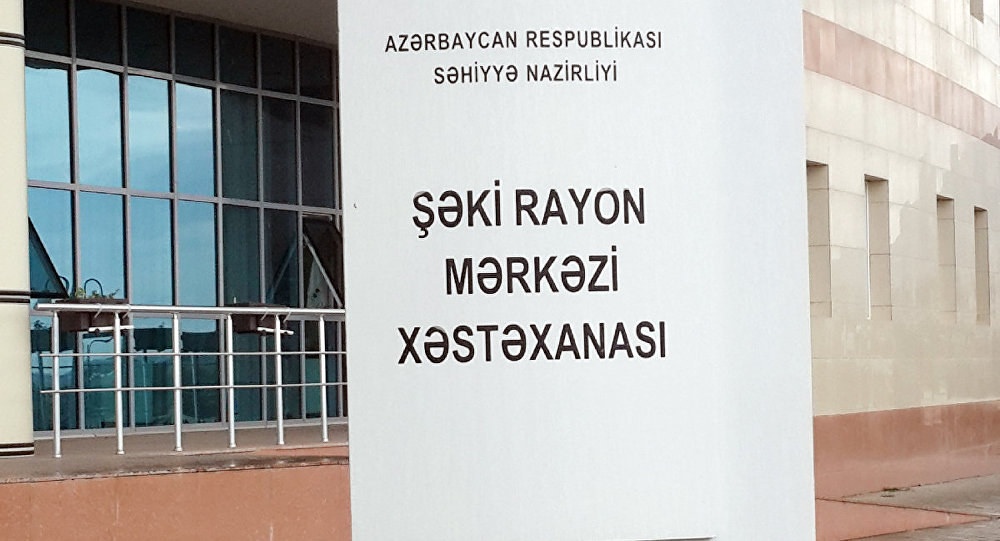 AZƏRBAYCAN RESPUBLİKASI
SƏHİYYƏ NAZİRLİYİ
ŞƏKİ RAYON
MƏRKƏZİ
XƏSTƏXANASI